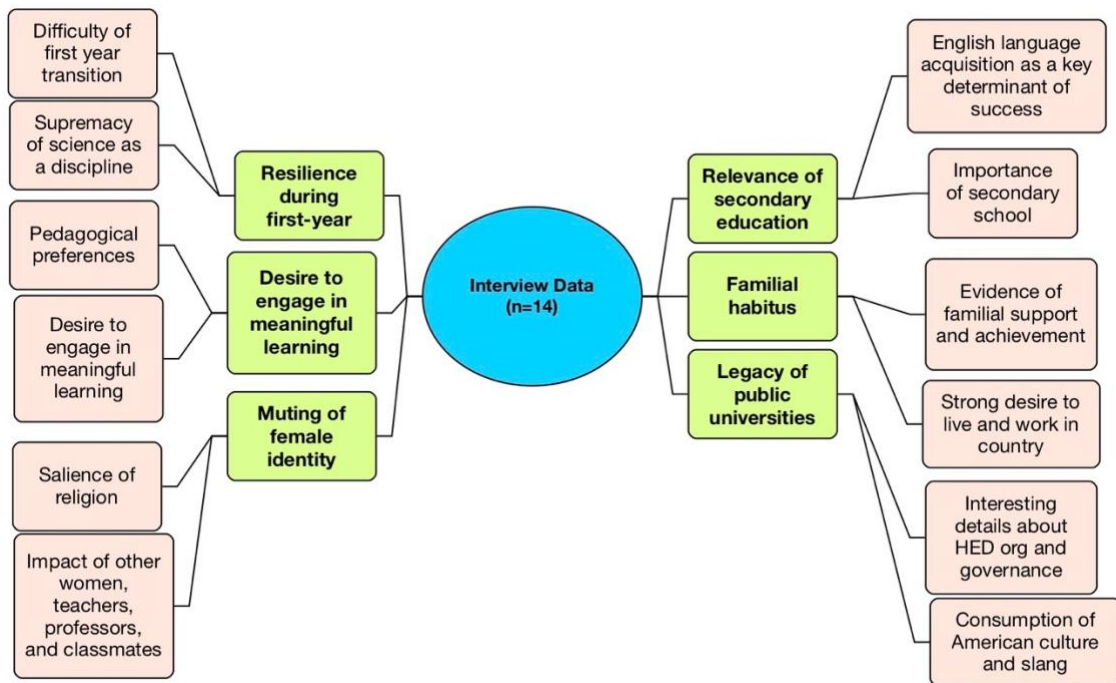 Difficulty of
first year
transition
Supremacy
of science as
a discipline
Pedagogical
preferences
Desire to
engage in
meaningful
learning
Salience of
religion
Impact of other
women,
teachers,
professors,
and classmates
Resilience
during
first-year
Desire to
engage in
meaningful
learning
Muting of
female
identity
Interview Data
(n=14)
Relevance of
secondary
education
Familial
habitus
Legacy of
public
universities
English language
acquisition as a key
determinant of
success
Importance
of secondary
school
Evidence of
familial support
and achievement
Strong desire to
live and work in
country
Interesting
details about
HED org and
governance
Consumption of
American culture
and slang